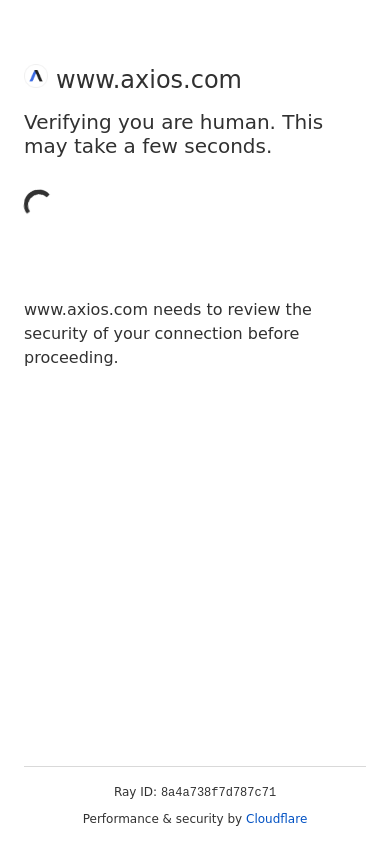 www.axios.com
Verifying you are human. This
may take a few seconds.
www.axios.com needs to review the
security of your connection before
proceeding.
Ray ID: 8a4a738f7d787c71
Performance & security by Cloudflare